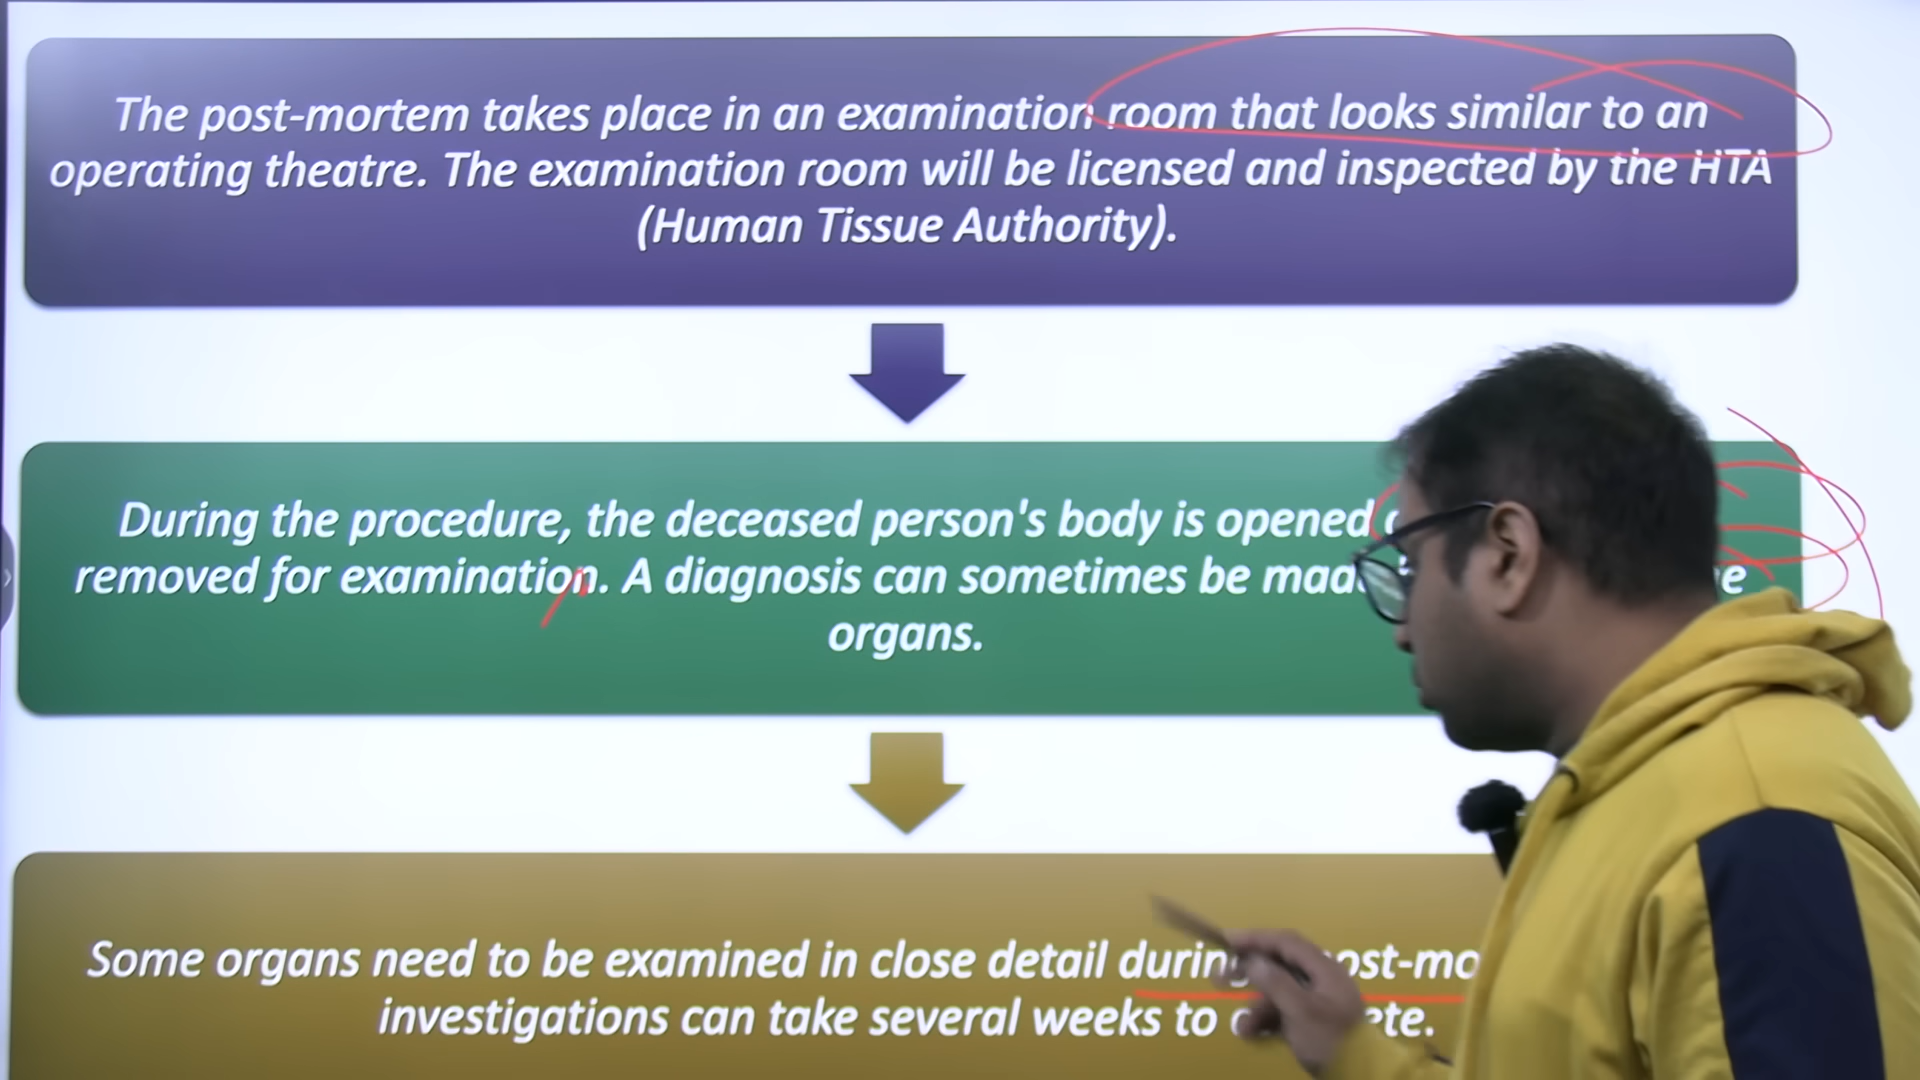 The post-mortem takes place in an examination room that looks similar to an
operating theatre. The examination room will be licensed and inspected by the HTA
(Human Tissue Authority).
During the procedure, the deceased person's body is opened
removed for examination. A diagnosis can sometimes be made
organs.
Some organs need to be examined in close detail during
investigations can take several weeks to